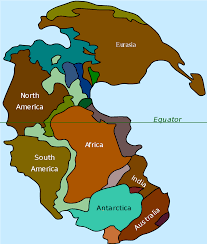 Eurasia
North
America
Equator
Africa
South
America
India
Antarctica
Australia